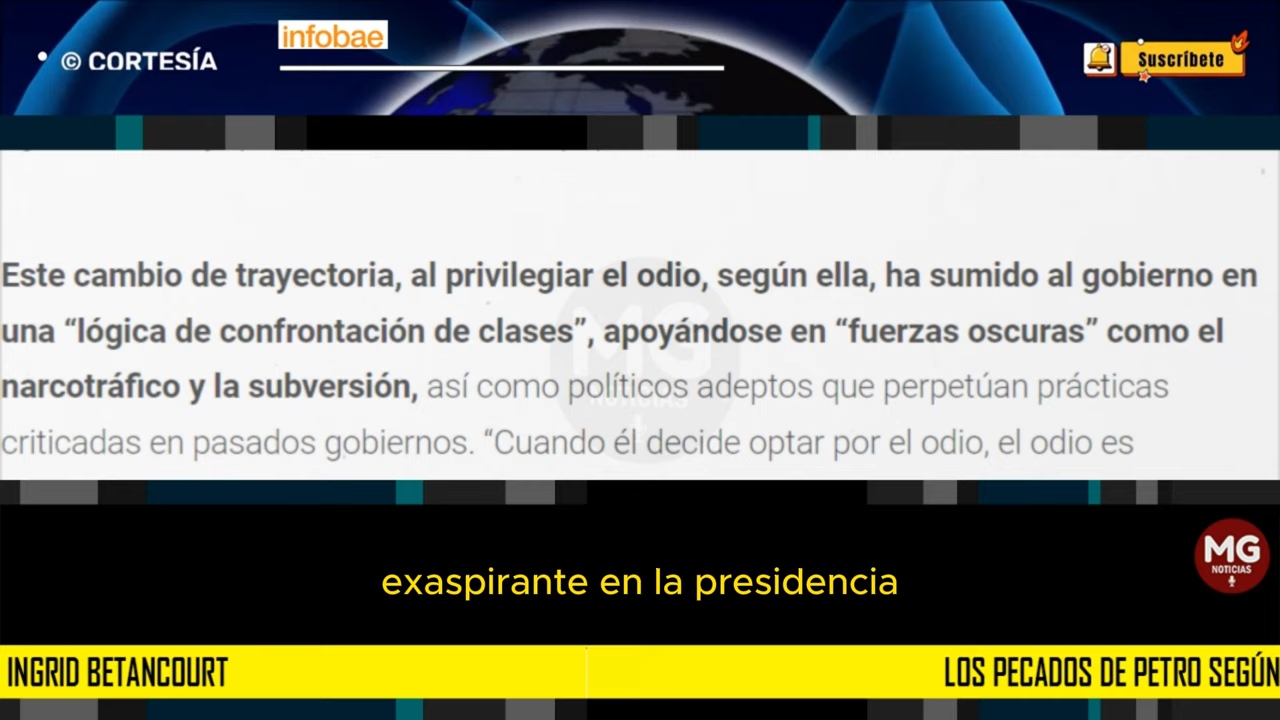 infobae
© CORTESÍA
Suscríbete
Este cambio de trayectoria, al privilegiar el odio, según ella, ha sumido al gobierno en
una “lógica de confrontación de clases”, apoyándose en “fuerzas oscuras” como el
narcotráfico y la subversión, así como políticos adeptos que perpetúan prácticas
criticadas en pasados gobiernos. “Cuando él decide optar por el odio, el odio es
MG
NOTICIAS
exaspirante en la presidencia
MG
NOTICIAS
INGRID BETANCOURT
LOS PECADOS DE PETRO SEGÚN